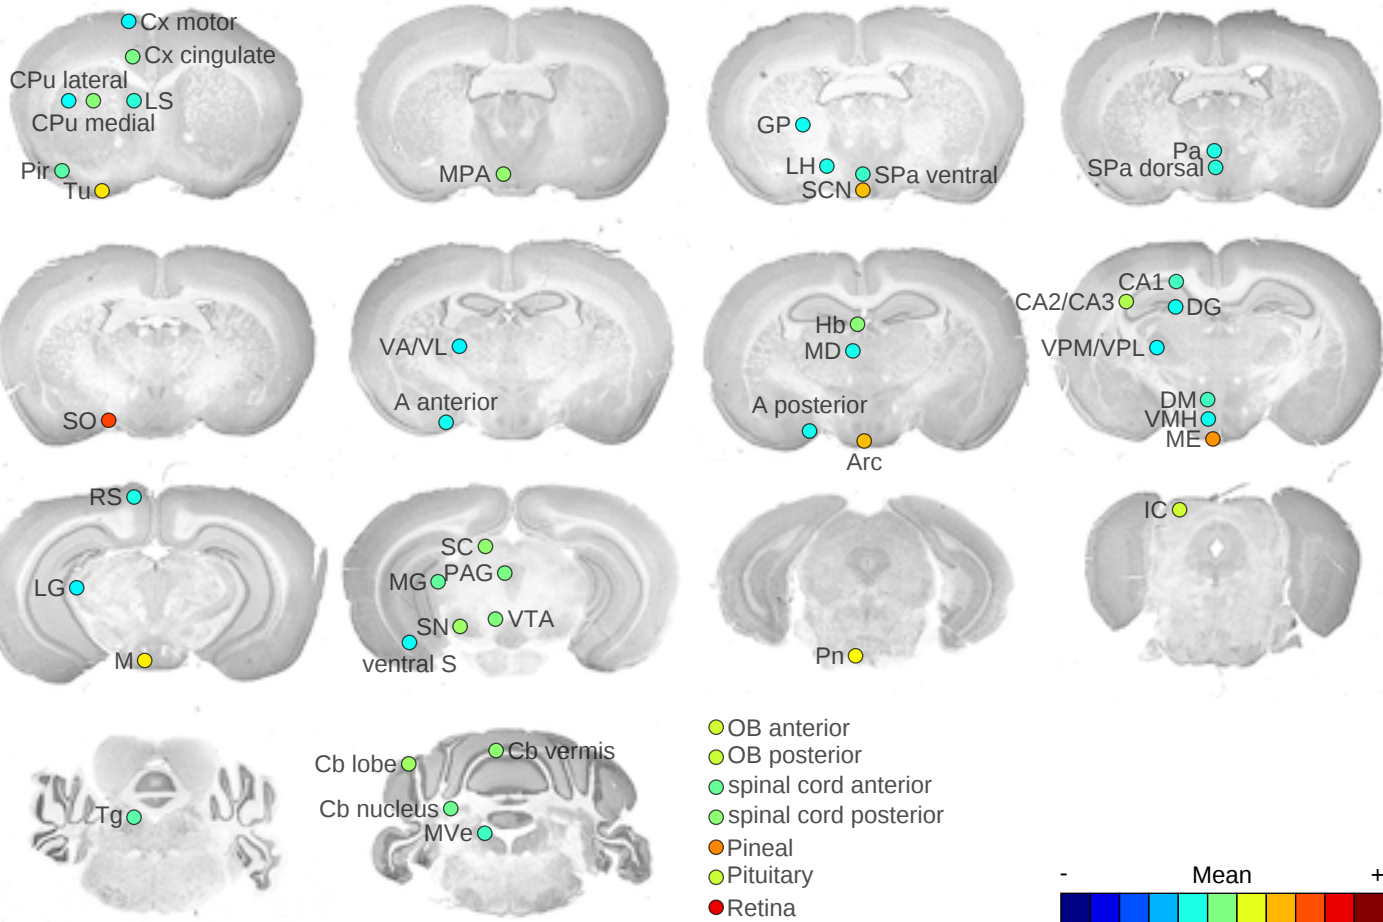 Cx motor
Cx cingulate
CPu lateral
LS
CPu medial
Pir
Tu
MPA
GP
LH
SPa ventral
SCN
Pa
SPa dorsal
SO
VA/VL
A anterior
Hb
MD
A posterior
Arc
CA1
CA2/CA3
DG
VPM/VPL
DM
VMH
ME
RS
LG
M
SC
PAG
MG
VTA
SN
ventral S
Pn
IC
Tg
Cb vermis
Cb lobe
Cb nucleus
MVe
OB anterior
OB posterior
spinal cord anterior
spinal cord posterior
Pineal
Pituitary
Retina
- Mean +